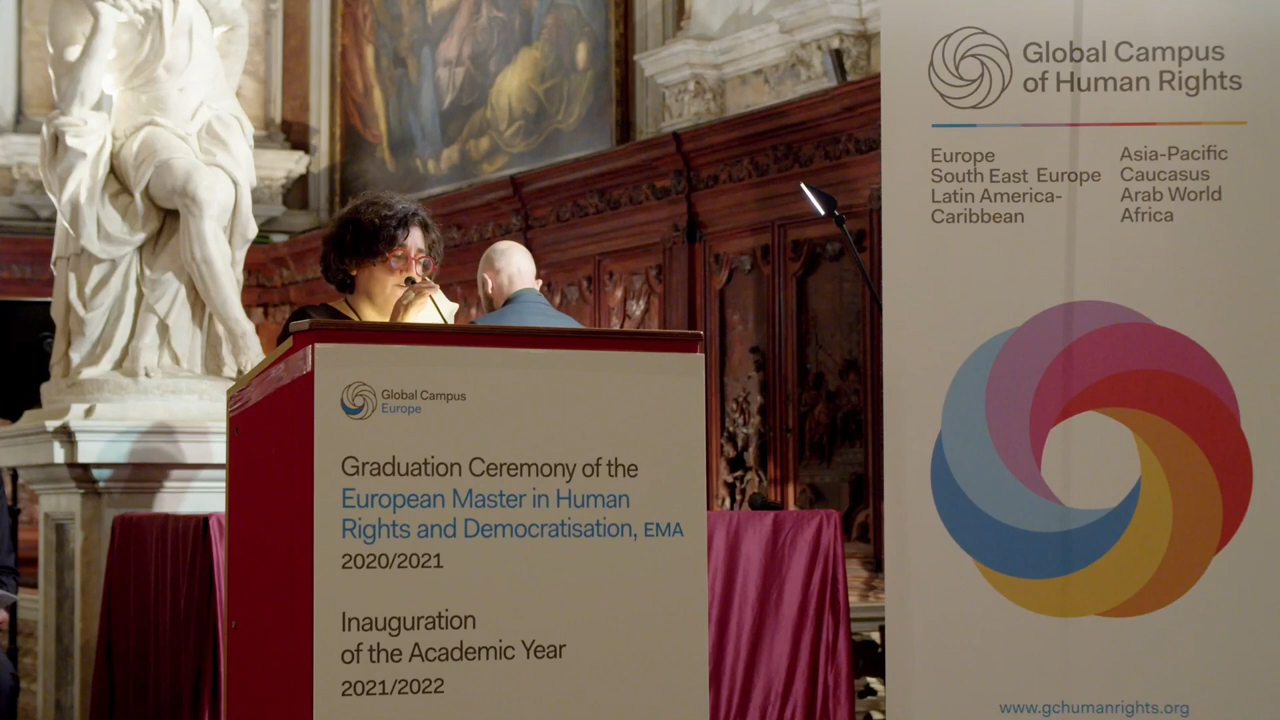 Global Campus
of Human Rights
Europe
South East Europe
Latin America-
Caribbean
Asia-Pacific
Caucasus
Arab World
Africa
www.gchumanrights.org
Global Campus
Europe
Graduation Ceremony of the
European Master in Human
Rights and Democratisation, EMA
2020/2021
Inauguration
of the Academic Year
2021/2022